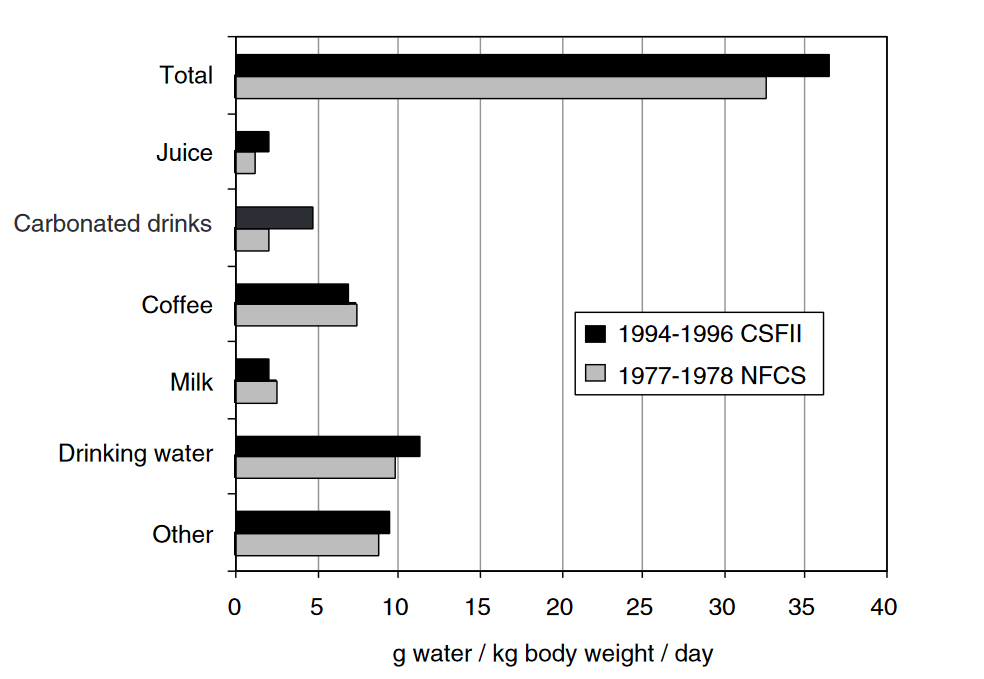 Total
Juice
Carbonated drinks
Coffee
Milk
Drinking water
Other
1994-1996 CSFII
1977-1978 NFCS
0 5 10 15 20 25 30 35 40
g water / kg body weight / day